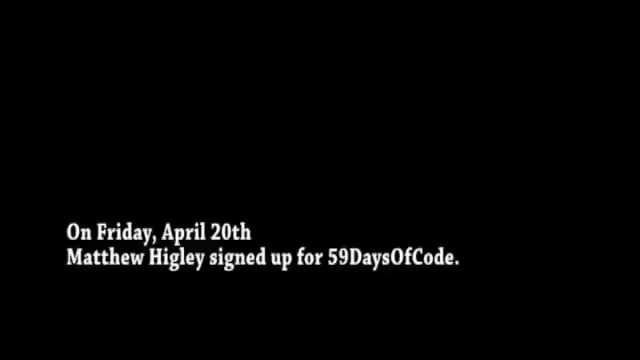 On Friday, April 20th
Matthew Higley signed up for 59DaysOfCode.